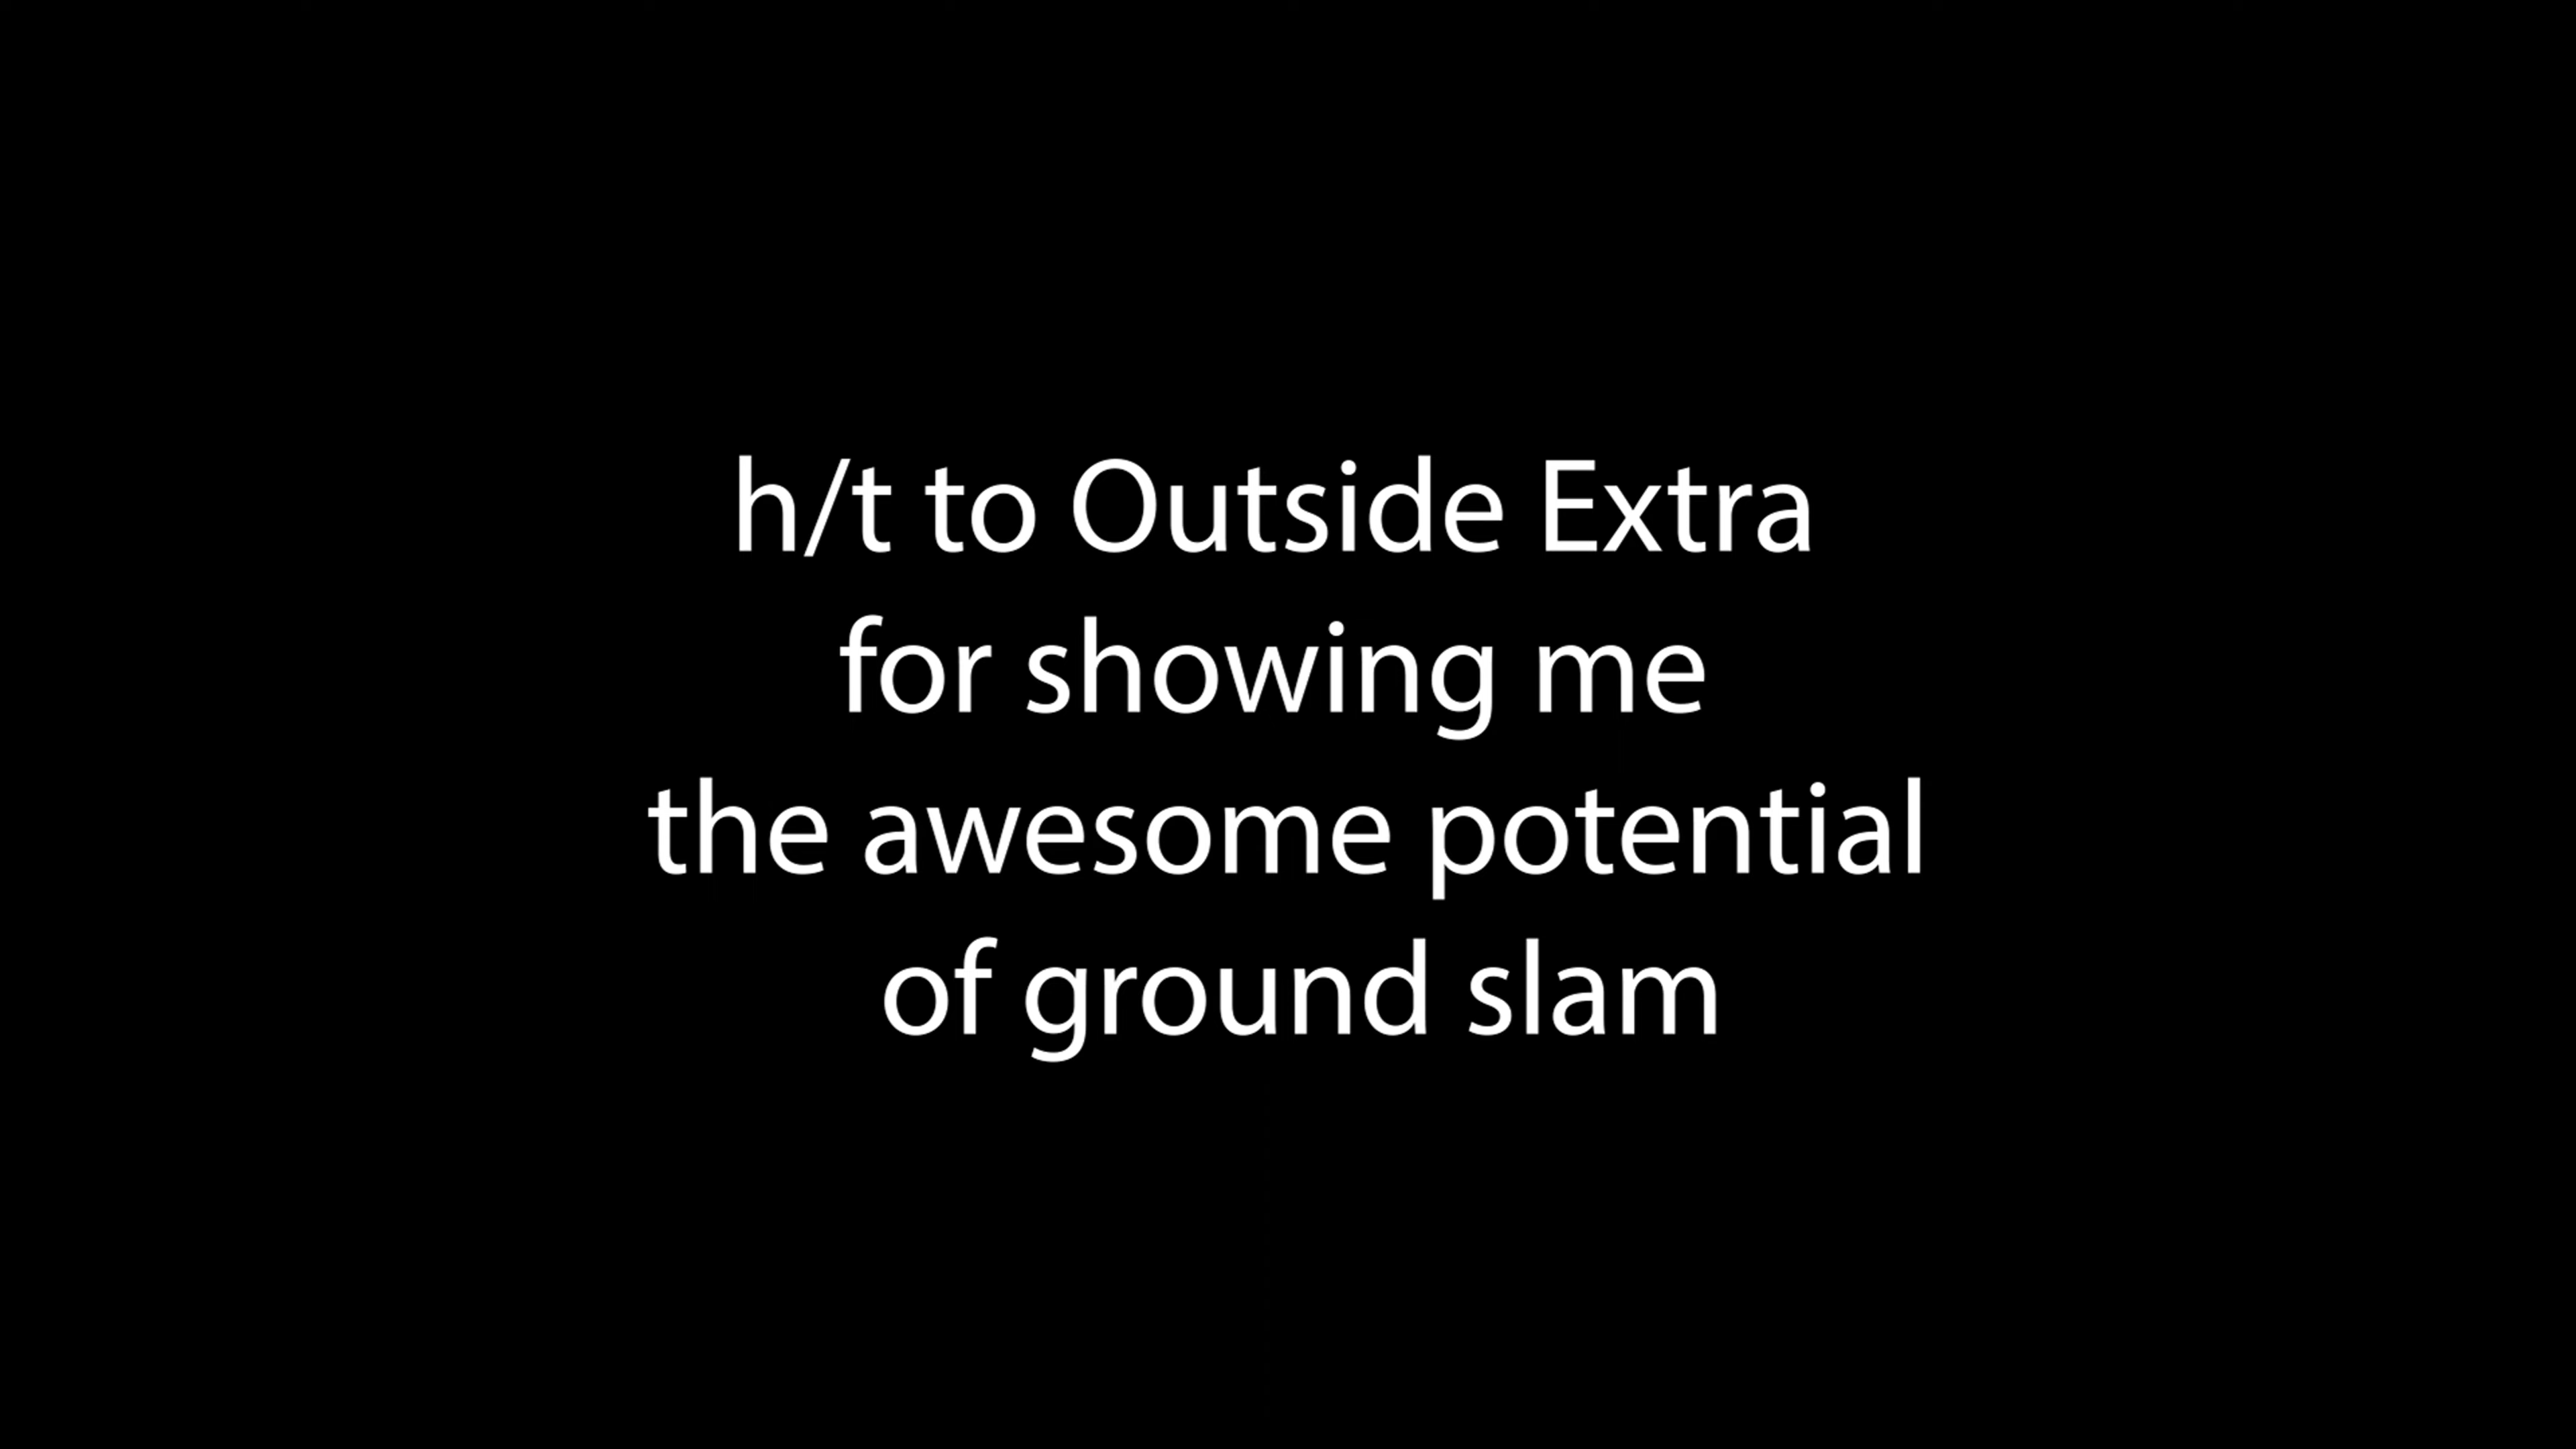 h/t to Outside Extra
for showing me
the awesome potential
of ground slam